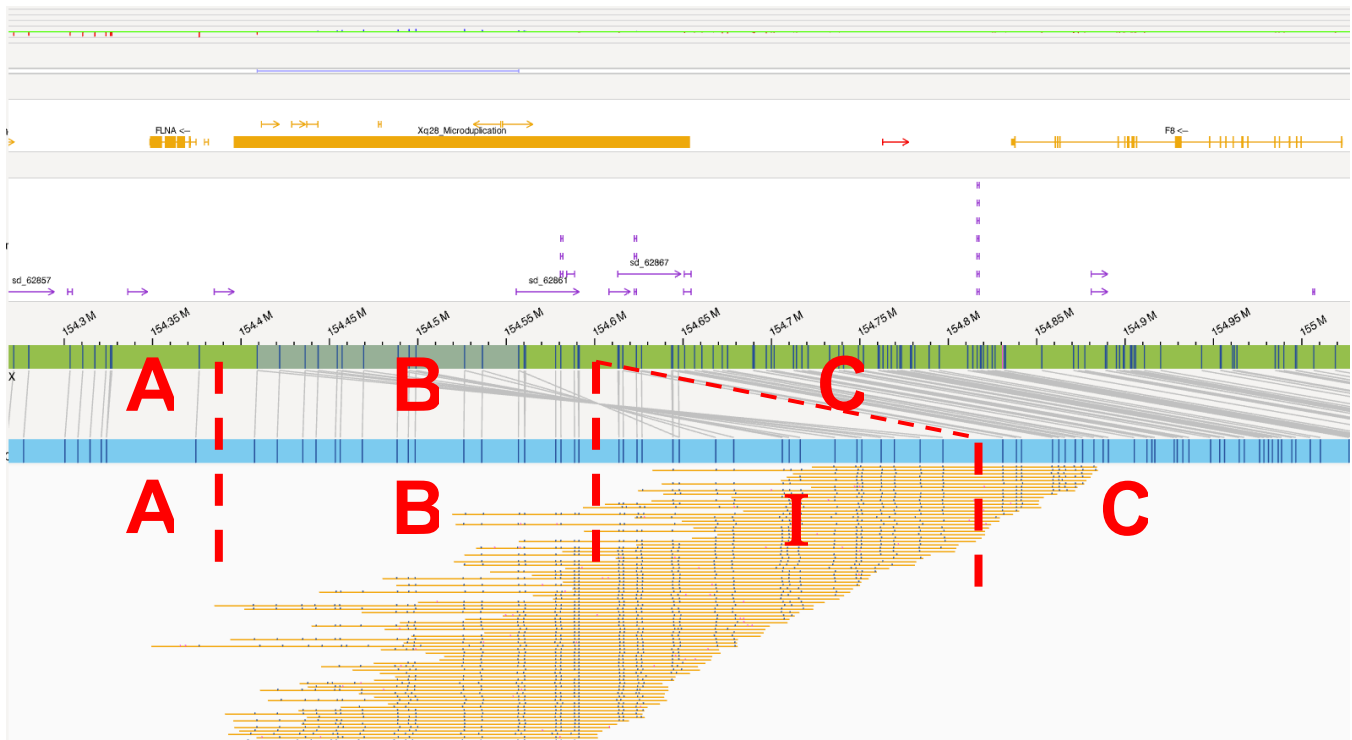 FLNA <-
Xq28_Microduplication
F8 <-
sd_62867
sd_62857
sd_62861
154.3 M
154.35 M
154.4 M
154.45 M
154.5 M
154.55 M
154.6 M
154.65 M
154.7 M
154.75 M
154.8 M
154.85 M
154.9 M
154.95 M
155 M
A
B
C
X
A
B
I
C